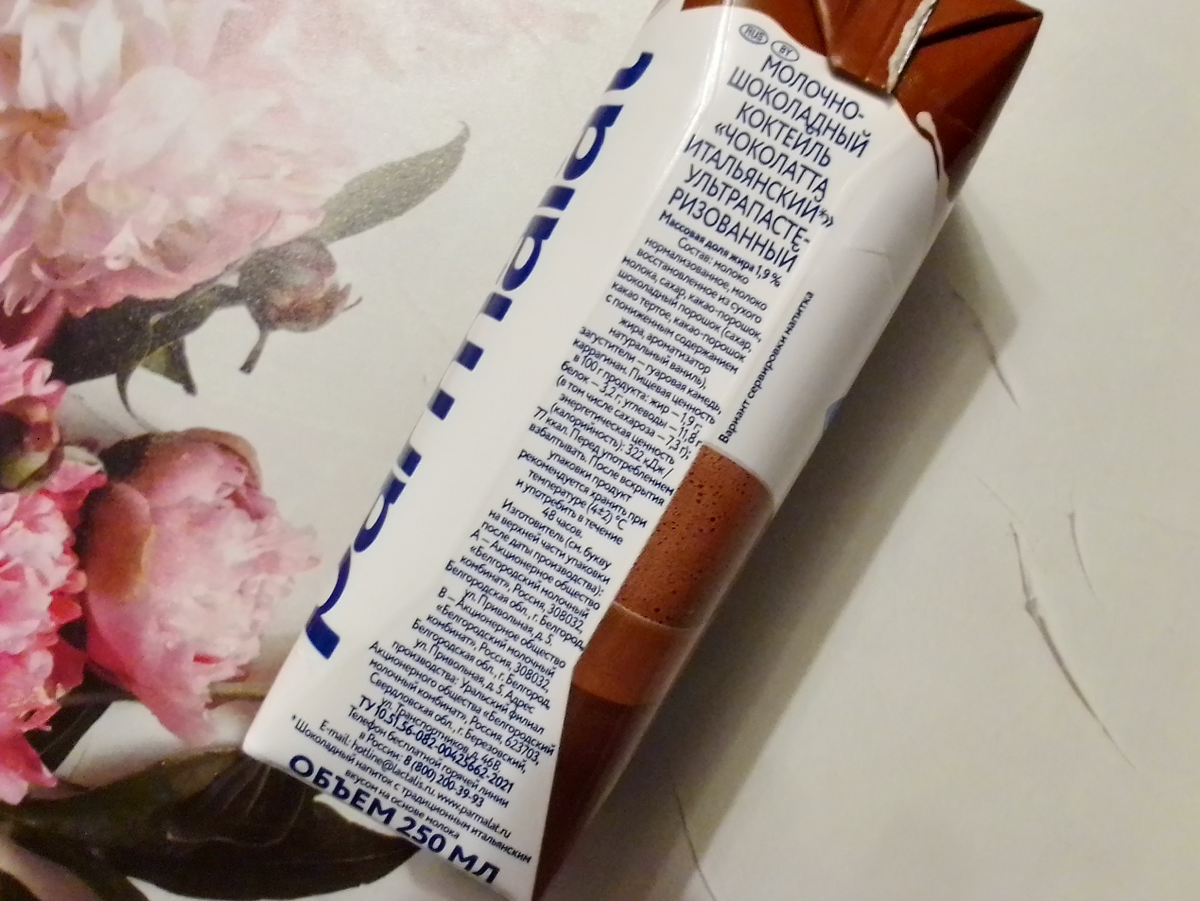 parmalat
RUS BY
МОЛОЧНО-
ШОКОЛАДНЫЙ
КОКТЕЙЛЬ
«ЧОКОЛАТТА
ИТАЛЬЯНСКИЙ*»
УЛЬТРАПАСТЕ-
РИЗОВАННЫЙ
Массовая доля жира 1,9 %
Состав: молоко
нормализованное, молоко
восстановленное из сухого
молока, сахар, какао-порошок,
шоколадный порошок (сахар,
какао тертое, какао-порошок
с пониженным содержанием
жира, ароматизатор
натуральный ваниль),
загустители – гуаровая камедь,
каррагинан. Пищевая ценность
в 100 г продукта: жир – 1,9 г;
белок – 3,2 г; углеводы – 11,8 г
(в том числе сахароза – 7,3 г);
энергетическая ценность
(калорийность): 322 кДж /
77 ккал. Перед употреблением
взбалтывать. После вскрытия
упаковки продукт
рекомендуется хранить при
температуре (4±2) °С
и употребить в течение
48 часов.
Изготовитель (см. букву
на верхней части упаковки
после даты производства):
А – Акционерное общество
«Белгородский молочный
комбинат», Россия, 308032,
Белгородская обл., г. Белгород,
ул. Привольная, д. 5.
В – Акционерное общество
«Белгородский молочный
комбинат», Россия, 308032,
Белгородская обл., г. Белгород,
ул. Привольная, д. 5. Адрес
производства: Уральский филиал
Акционерного общества «Белгородский
молочный комбинат», Россия, 623703,
Свердловская обл., г. Березовский,
ул. Транспортников, д. 46В,
ТУ 10.51.56-082-00425662-2021
Телефон бесплатной горячей линии
в России: 8 (800) 200-39-93
E-mail: hotline@lactalis.ru www.parmalat.ru
*Шоколадный напиток с традиционным итальянским
вкусом на основе молока
ОБЪЕМ 250 МЛ
Вариант сервировки напитка